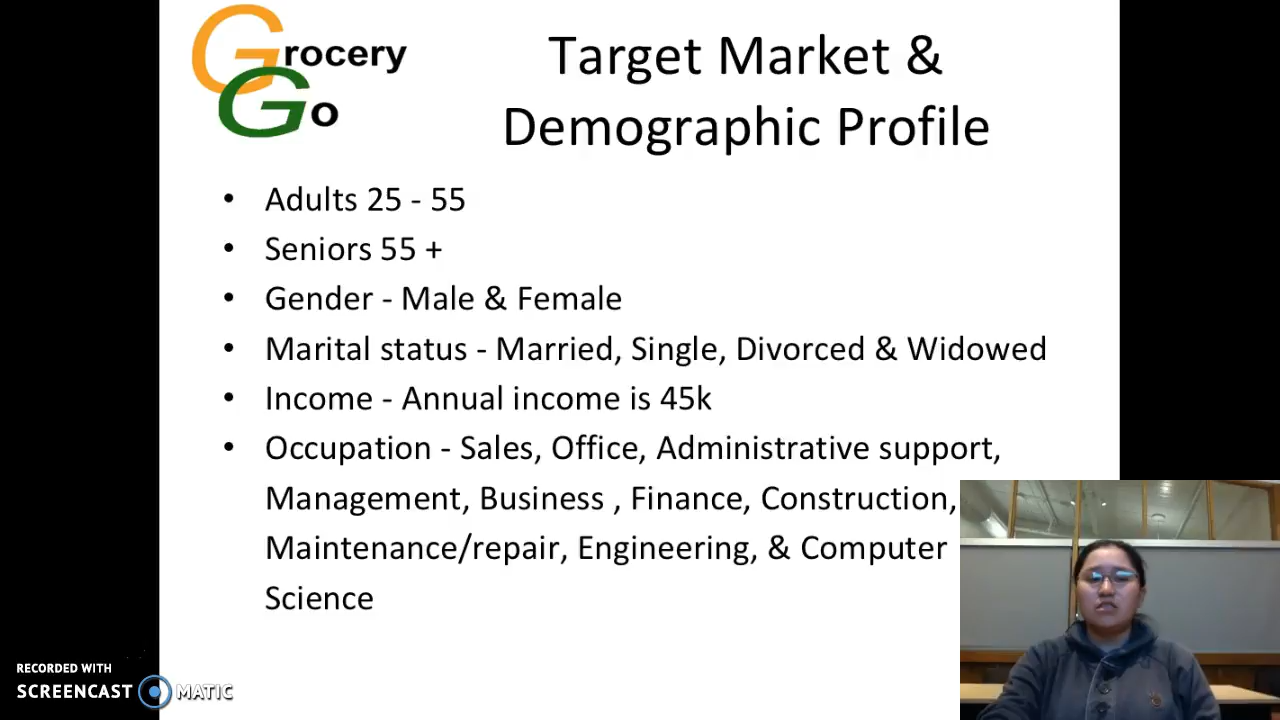 Grocery
Go
Target Market &
Demographic Profile
• Adults 25 - 55
• Seniors 55 +
• Gender - Male & Female
• Marital status - Married, Single, Divorced & Widowed
• Income - Annual income is 45k
• Occupation - Sales, Office, Administrative support,
Management, Business , Finance, Construction,
Maintenance/repair, Engineering, & Computer
Science
RECORDED WITH
SCREENCAST MATIC